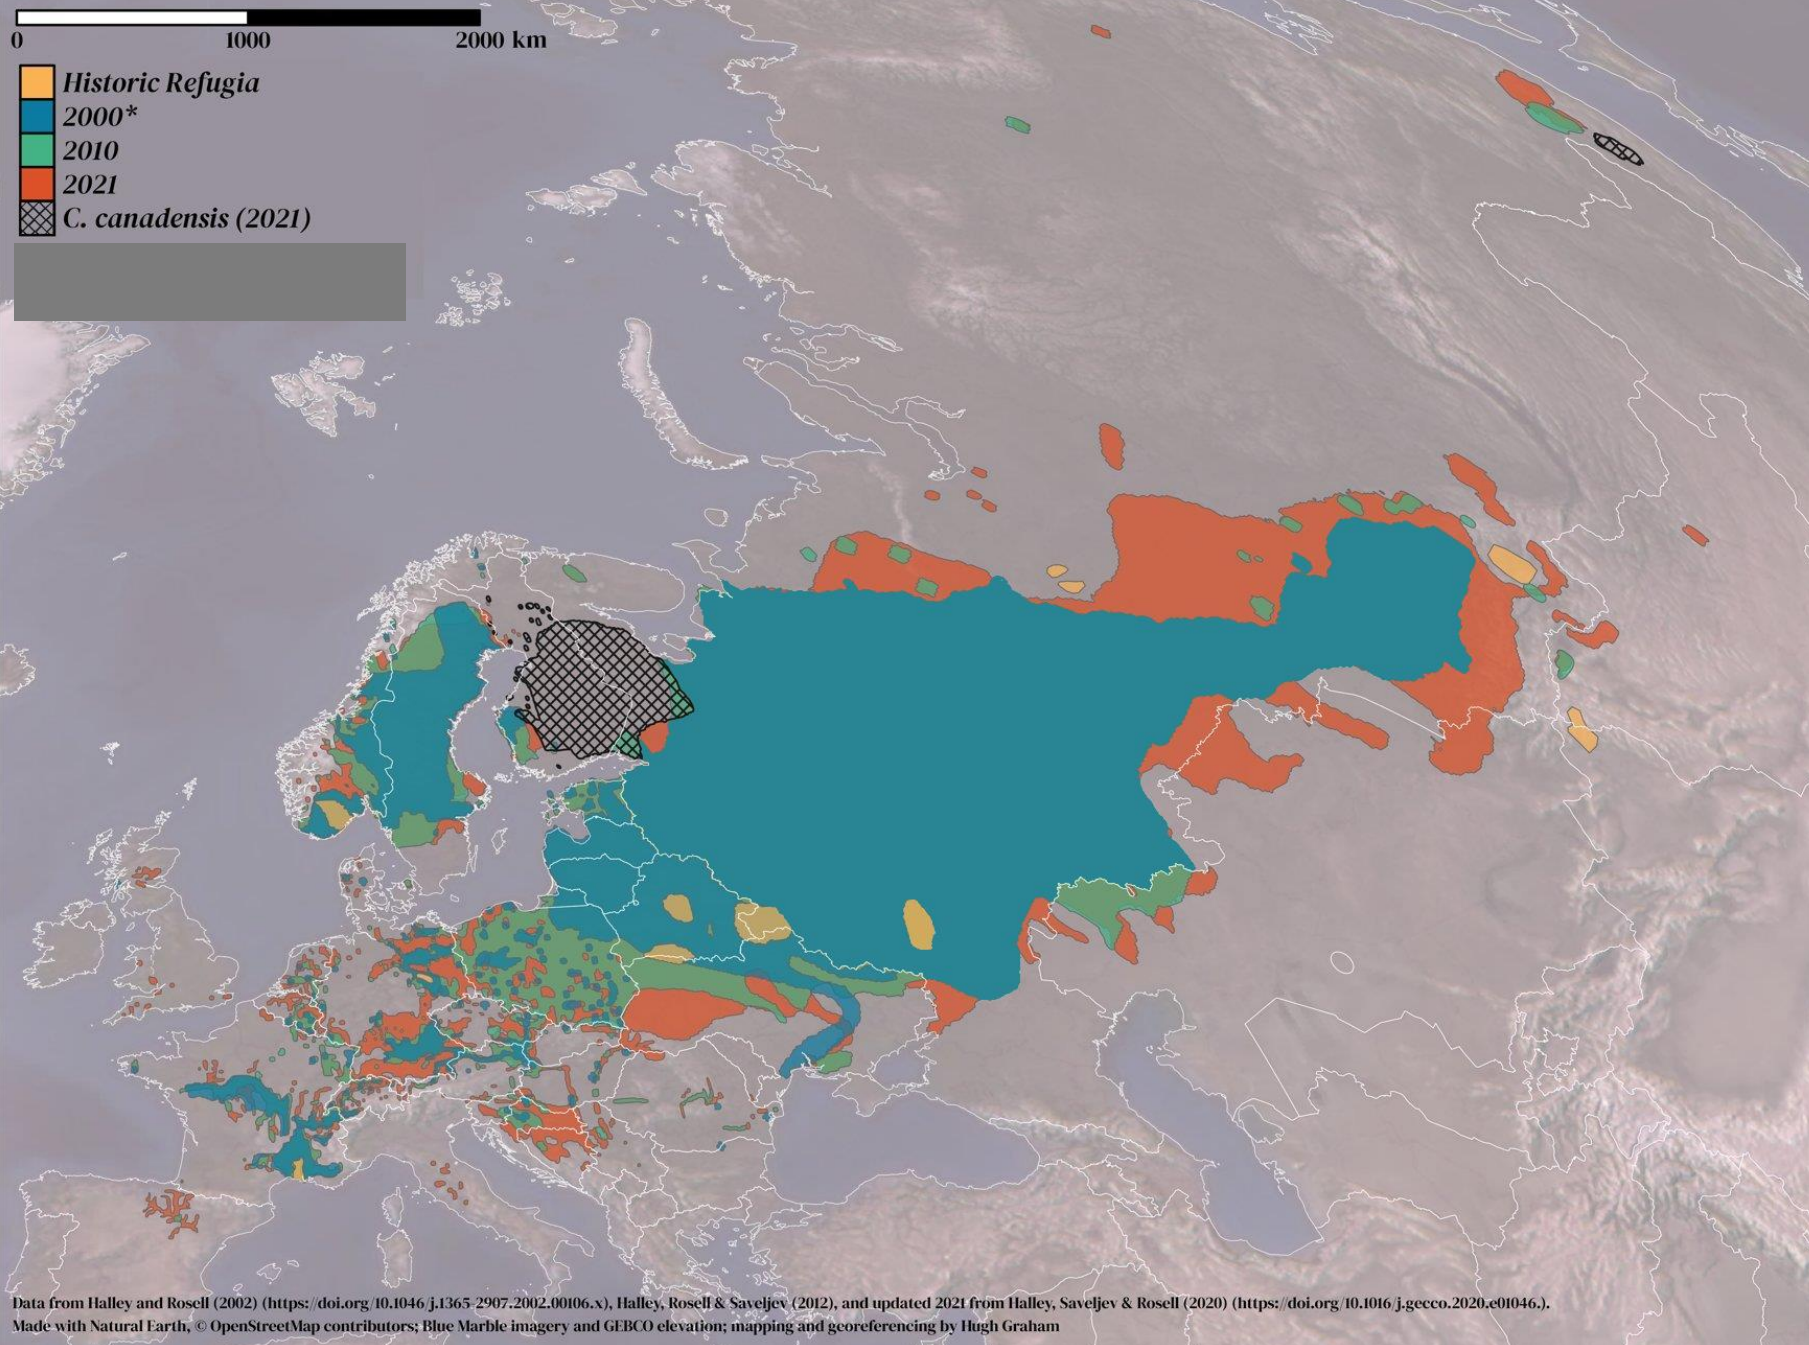 0 1000 2000 km
Historic Refugia
2000*
2010
2021
C. canadensis (2021)
Data from Halley and Rosell (2002) (https://doi.org/10.1046/j.1365-2907.2002.00106.x), Halley, Rosell & Saveljev (2012), and updated 2021 from Halley, Saveljev & Rosell (2020) (https://doi.org/10.1016/j.gecco.2020.e01046.).
Made with Natural Earth, © OpenStreetMap contributors; Blue Marble imagery and GEBCO elevation; mapping and georeferencing by Hugh Graham